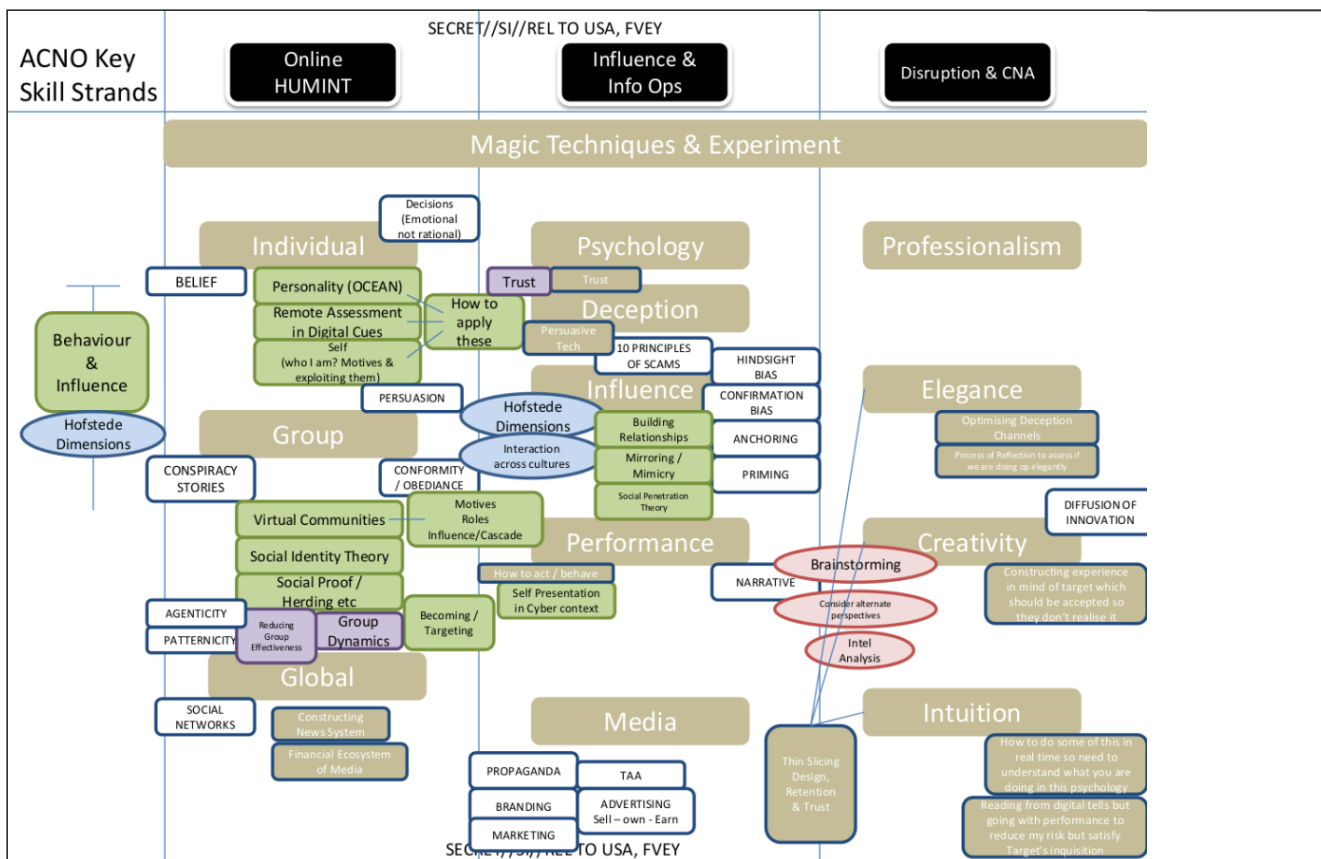 SECRET//SI//REL TO USA, FVEY
ACNO Key
Skill Strands
Online
HUMINT
Influence &
Info Ops
Disruption & CNA
Magic Techniques & Experiment
Decisions
(Emotional
not rational)
Individual
Psychology
Professionalism
BELIEF
Personality (OCEAN)
Remote Assessment
in Digital Cues
Self
(who I am? Motives &
exploiting them)
How to
apply
these
Trust
Trust
Deception
Persuasive
Tech
10 PRINCIPLES
OF SCAMS
HINDSIGHT
BIAS
Behaviour
&
Influence
Hofstede
Dimensions
PERSUASION
Influence
CONFIRMATION
BIAS
Elegance
Hofstede
Dimensions
Building
Relationships
ANCHORING
Optimising Deception
Channels
Group
Interaction
across cultures
Mirroring /
Mimicry
PRIMING
Process of Reflection to assess if
we are doing op elegantly
CONSPIRACY
STORIES
CONFORMITY
/ OBEDIANCE
Social Penetration
Theory
DIFFUSION OF
INNOVATION
Virtual Communities
Motives
Roles
Influence/Cascade
Social Identity Theory
Performance
Creativity
Brainstorming
Social Proof /
Herding etc
How to act / behave
Self Presentation
in Cyber context
NARRATIVE
Consider alternate
perspectives
Constructing experience
in mind of target which
should be accepted so
they don't realise it
AGENTICITY
PATTERNICITY
Reducing
Group
Effectiveness
Group
Dynamics
Becoming /
Targeting
Intel
Analysis
Global
SOCIAL
NETWORKS
Constructing
News System
Financial Ecosystem
of Media
Media
Intuition
PROPAGANDA
TAA
BRANDING
ADVERTISING
Sell – own - Earn
MARKETING
Thin Slicing
Design,
Retention
& Trust
How to do some of this in
real time so need to
understand what you are
doing in this psychology
Reading from digital tells but
going with performance to
reduce my risk but satisfy
Target's inquisition
SECRET//SI//REL TO USA, FVEY